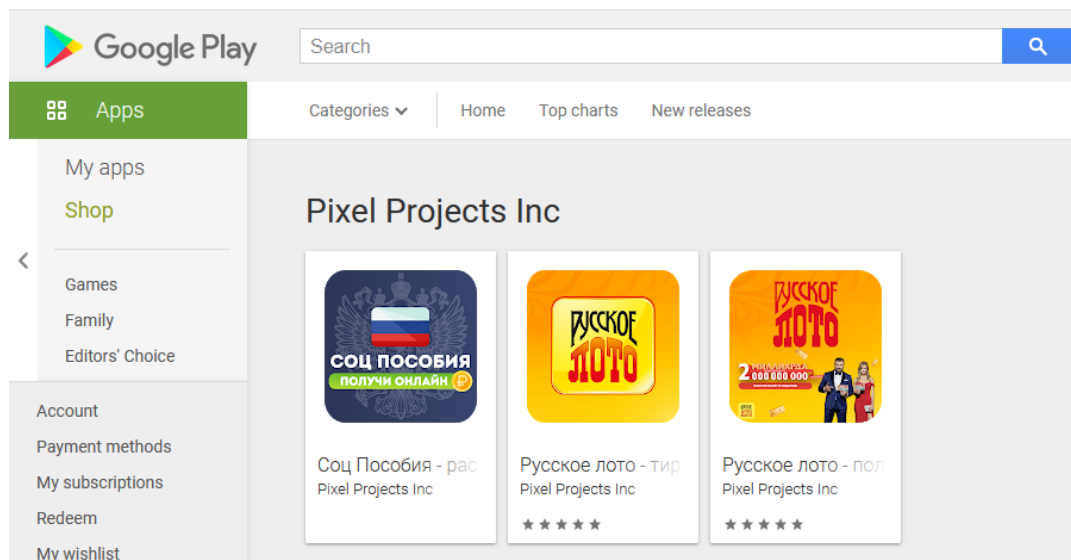 Google Play
Search
Apps
Categories
Home
Top charts
New releases
My apps
Shop
Games
Family
Editors' Choice
Account
Payment methods
My subscriptions
Redeem
My wishlist
Pixel Projects Inc
СОЦ ПОСОБИЯ
ПОЛУЧИ ОНЛАЙН ₽
Соц Пособия - рас
Pixel Projects Inc
РУССКОЕ
ЛОТО
Русское лото - тир
Pixel Projects Inc
РУССКОЕ
ЛОТО
2 МИЛЛИАРДА
000 000 000
РУССКОЕ
ЛОТО
Русское лото - пол
Pixel Projects Inc